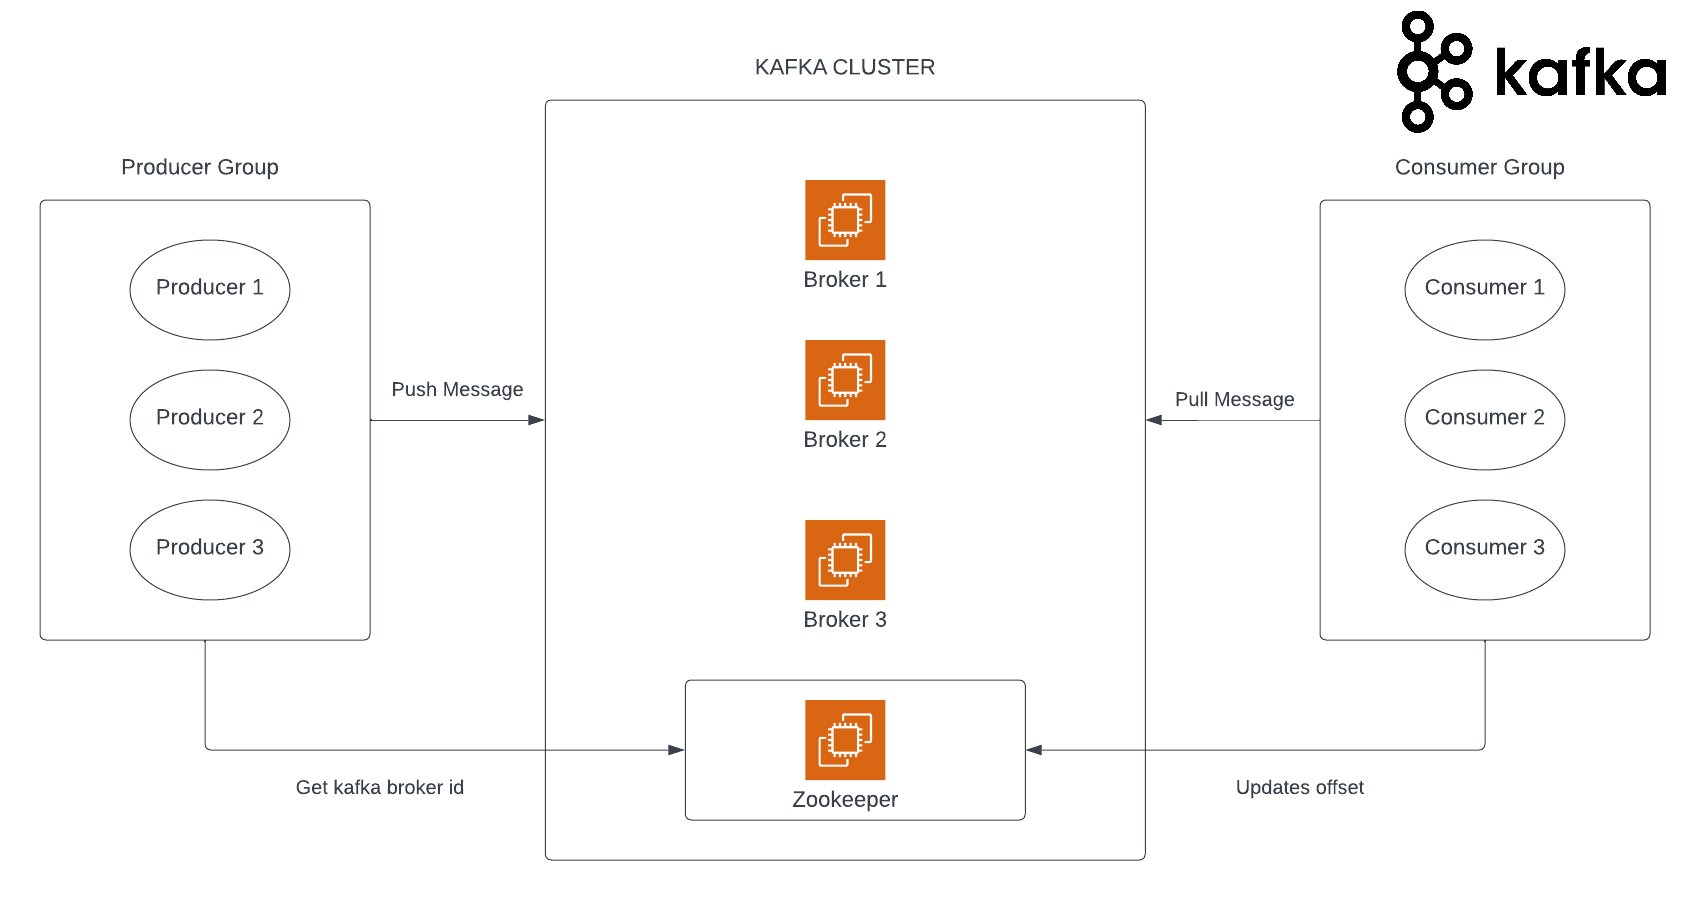 kafka
KAFKA CLUSTER
Producer Group
Consumer Group
Producer 1
Producer 2
Producer 3
Push Message
Broker 1
Broker 2
Broker 3
Zookeeper
Pull Message
Consumer 1
Consumer 2
Consumer 3
Get kafka broker id
Updates offset